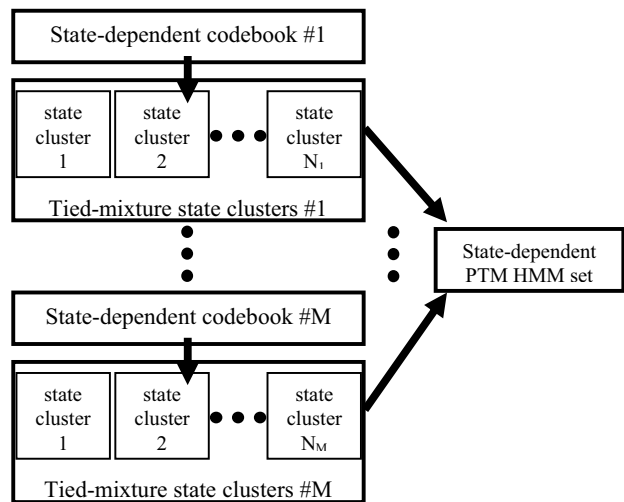 State-dependent codebook #1
state cluster 1
state cluster 2
state cluster N₁
Tied-mixture state clusters #1
State-dependent PTM HMM set
State-dependent codebook #M
state cluster 1
state cluster 2
state cluster N_M
Tied-mixture state clusters #M